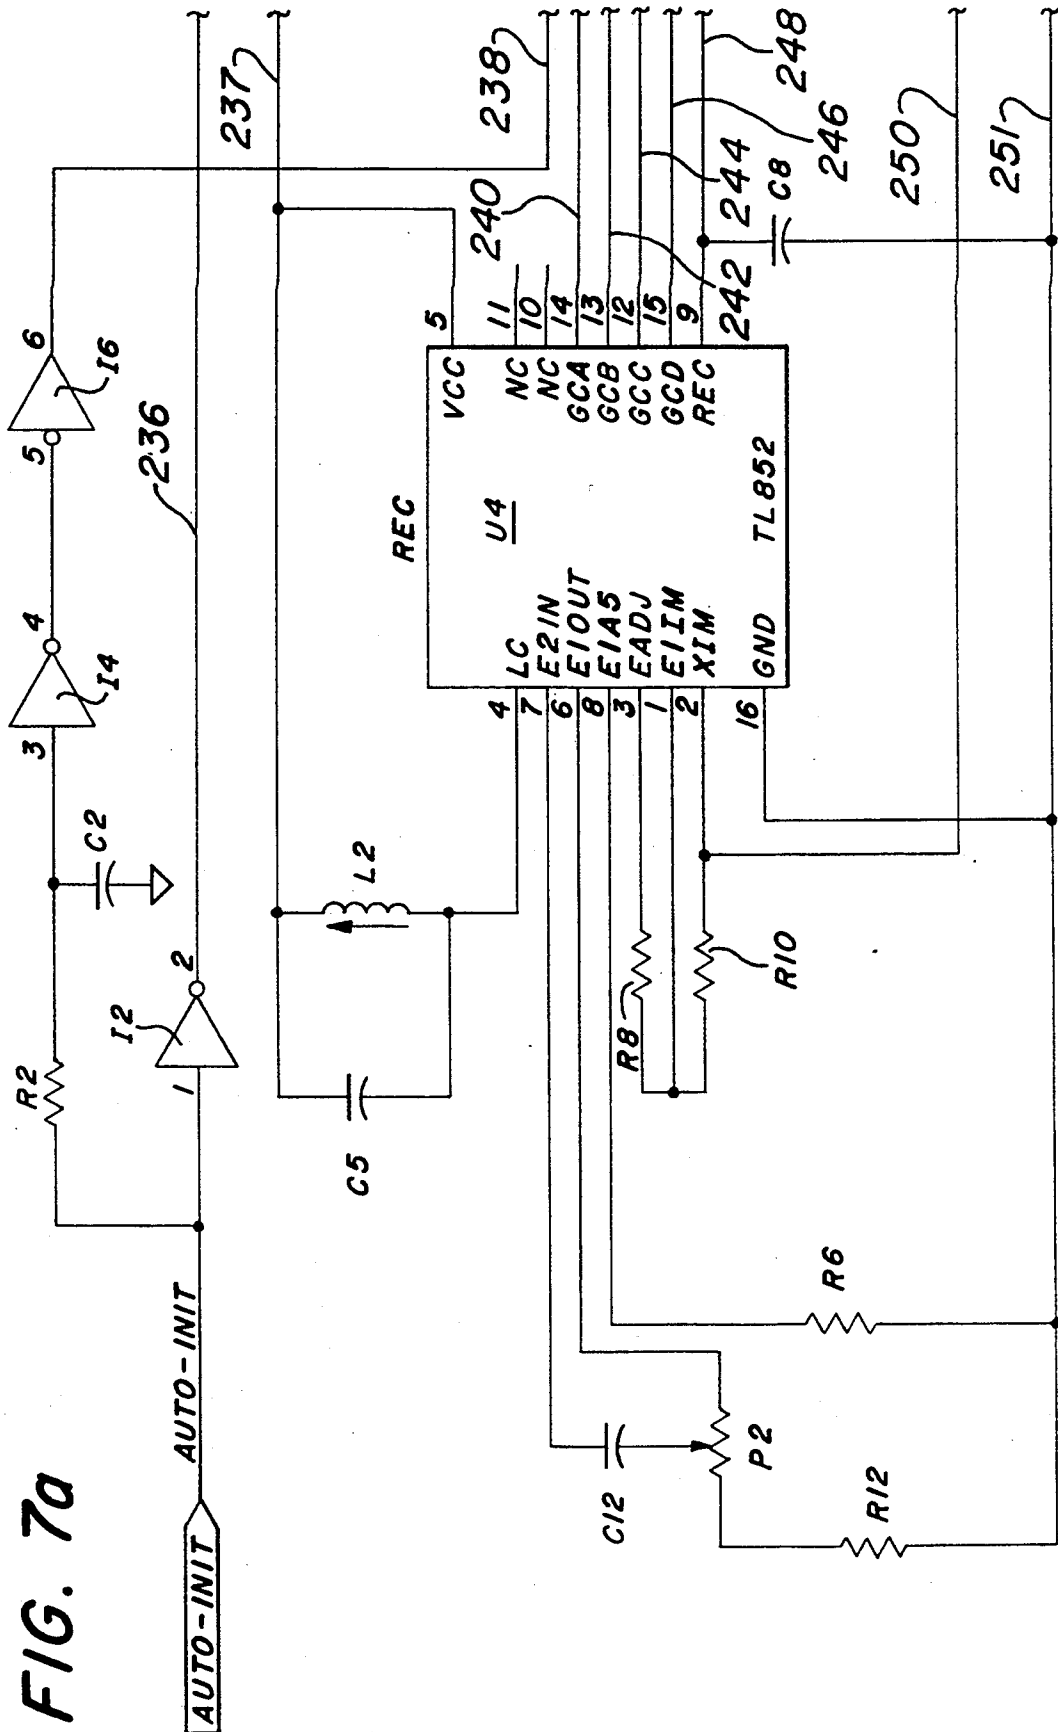 FIG. 7a
AUTO-INIT
AUTO-INIT
R2
I2
1
2
C2
3
4
I4
5
6
I6
236
237
238
C5
L2
REC
U4
TL852
VCC
NC
NC
GCA
GCB
GCC
GCD
REC
5
11
10
14
13
12
15
9
LC
E2IN
E1OUT
E1A5
EADJ
E1IM
XIM
GND
4
7
6
8
3
1
2
16
240
242
244
246
248
C8
250
251
R8
R10
R6
C12
P2
R12